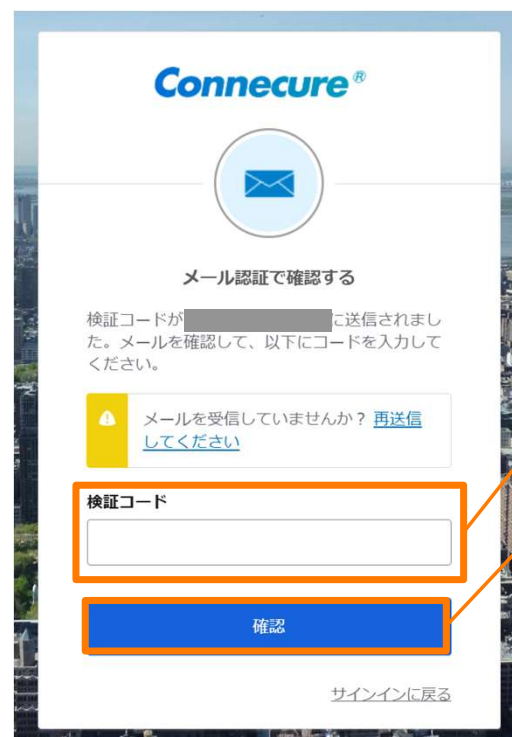 Connecure®
メール認証で確認する
検証コードが に送信されまし
た。メールを確認して、以下にコードを入力して
ください。
メールを受信していませんか？ 再送信
してください
検証コード
確認
サインインに戻る